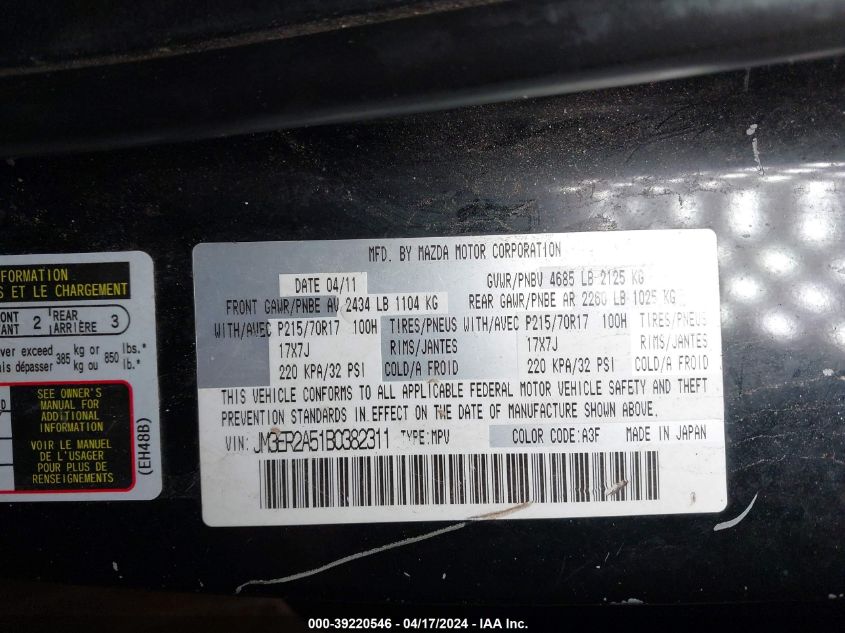 MFD. BY MAZDA MOTOR CORPORATION
DATE 04/11
GVWR/PNBV 4685 LB 2125 KG
FRONT GAWR/PNBE AV 2434 LB 1104 KG
REAR GAWR/PNBE AR 2260 LB 1025 KG
WITH/AVEC P215/70R17 100H TIRES/PNEUS WITH/AVEC P215/70R17 100H TIRES/PNEUS
17X7J RIMS/JANTES 17X7J RIMS/JANTES
220 KPA/32 PSI COLD/A FROID 220 KPA/32 PSI COLD/A FROID
THIS VEHICLE CONFORMS TO ALL APPLICABLE FEDERAL MOTOR VEHICLE SAFETY AND THEFT
PREVENTION STANDARDS IN EFFECT ON THE DATE OF MANUFACTURE SHOWN ABOVE.
VIN: JM3ER2A51B0382311 TYPE: MPV COLOR CODE: A3F MADE IN JAPAN
ET LE CHARGEMENT
2 REAR ARRIÈRE 3
exceed 385 kg or 850 lbs.*
dépasser kg ou lb.*
SEE OWNER'S
MANUAL FOR
ADDITIONAL
INFORMATION
VOIR LE MANUEL
DE L'USAGER
POUR PLUS DE
RENSEIGNEMENTS
(EH48B)
000-39220546 - 04/17/2024 - IAA Inc.